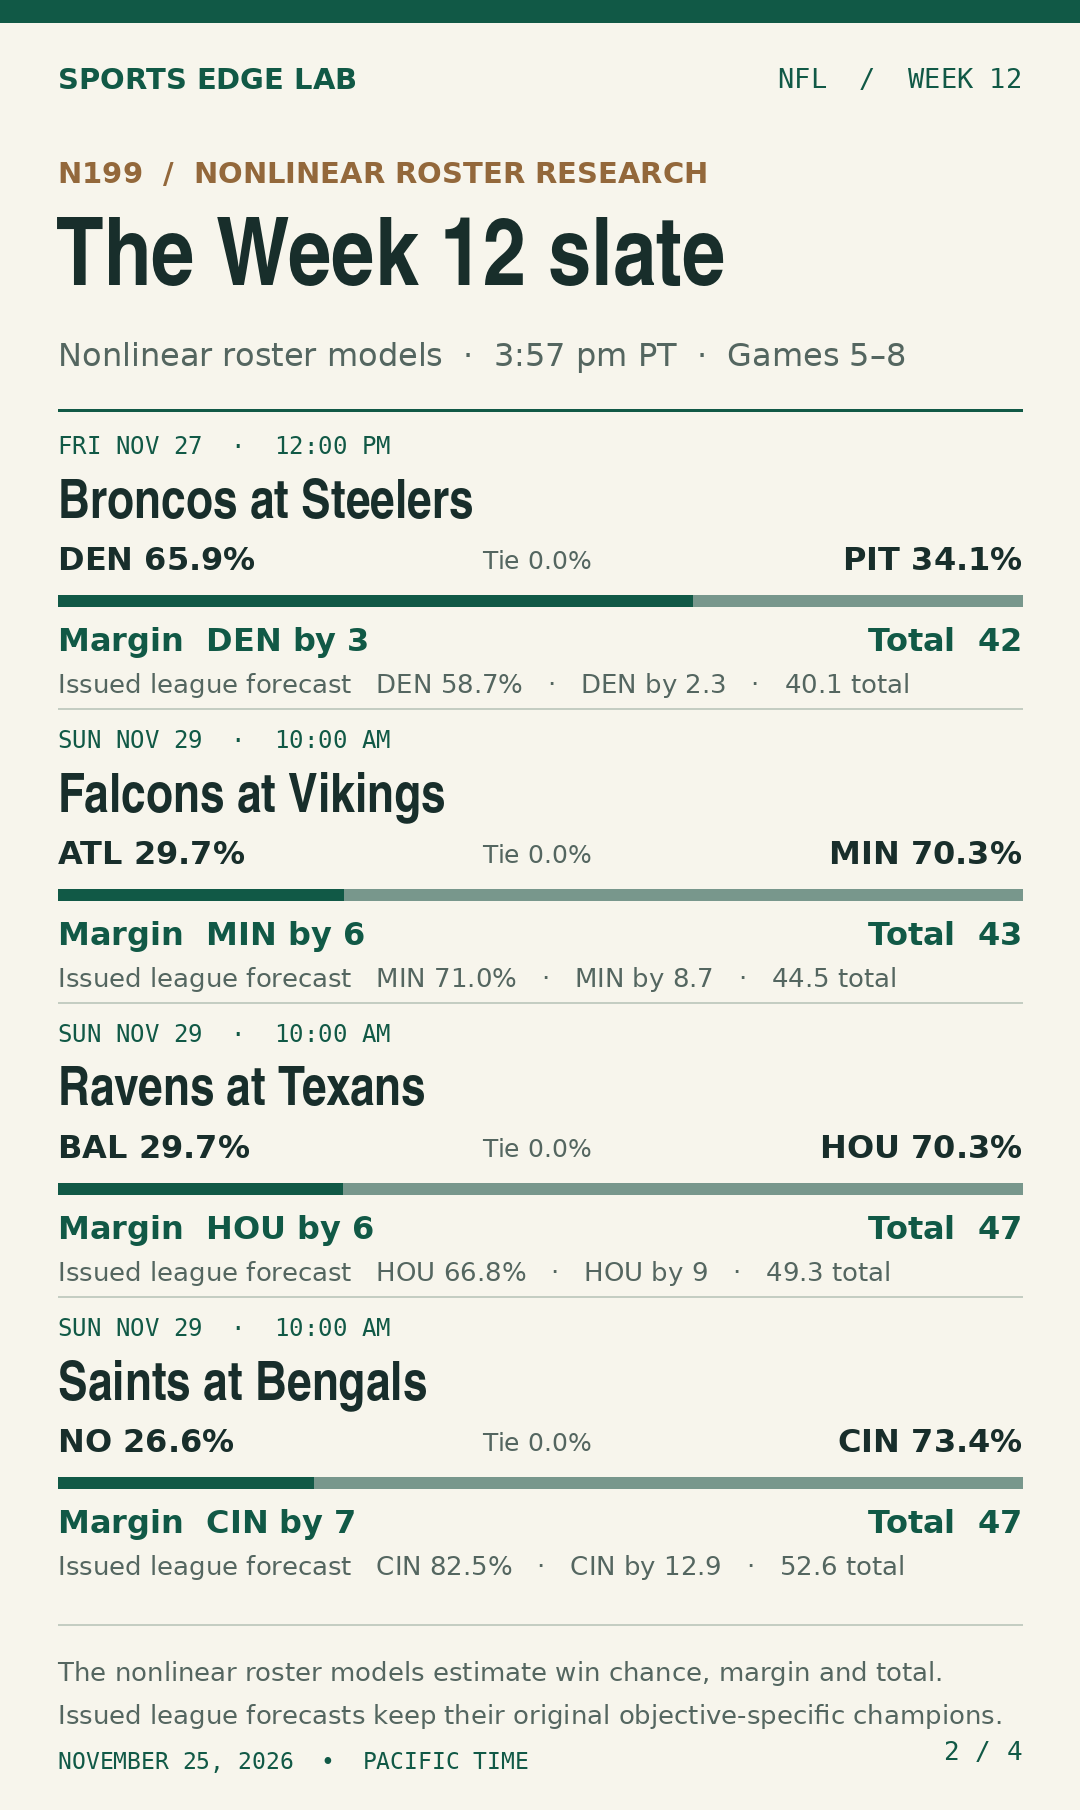 SPORTS EDGE LAB
NFL / WEEK 12
N199 / NONLINEAR ROSTER RESEARCH
The Week 12 slate
Nonlinear roster models · 3:57 pm PT · Games 5–8
FRI NOV 27 · 12:00 PM
Broncos at Steelers
DEN 65.9% Tie 0.0% PIT 34.1%
Margin DEN by 3 Total 42
Issued league forecast DEN 58.7% · DEN by 2.3 · 40.1 total
SUN NOV 29 · 10:00 AM
Falcons at Vikings
ATL 29.7% Tie 0.0% MIN 70.3%
Margin MIN by 6 Total 43
Issued league forecast MIN 71.0% · MIN by 8.7 · 44.5 total
SUN NOV 29 · 10:00 AM
Ravens at Texans
BAL 29.7% Tie 0.0% HOU 70.3%
Margin HOU by 6 Total 47
Issued league forecast HOU 66.8% · HOU by 9 · 49.3 total
SUN NOV 29 · 10:00 AM
Saints at Bengals
NO 26.6% Tie 0.0% CIN 73.4%
Margin CIN by 7 Total 47
Issued league forecast CIN 82.5% · CIN by 12.9 · 52.6 total
The nonlinear roster models estimate win chance, margin and total.
Issued league forecasts keep their original objective-specific champions.
NOVEMBER 25, 2026 • PACIFIC TIME
2 / 4